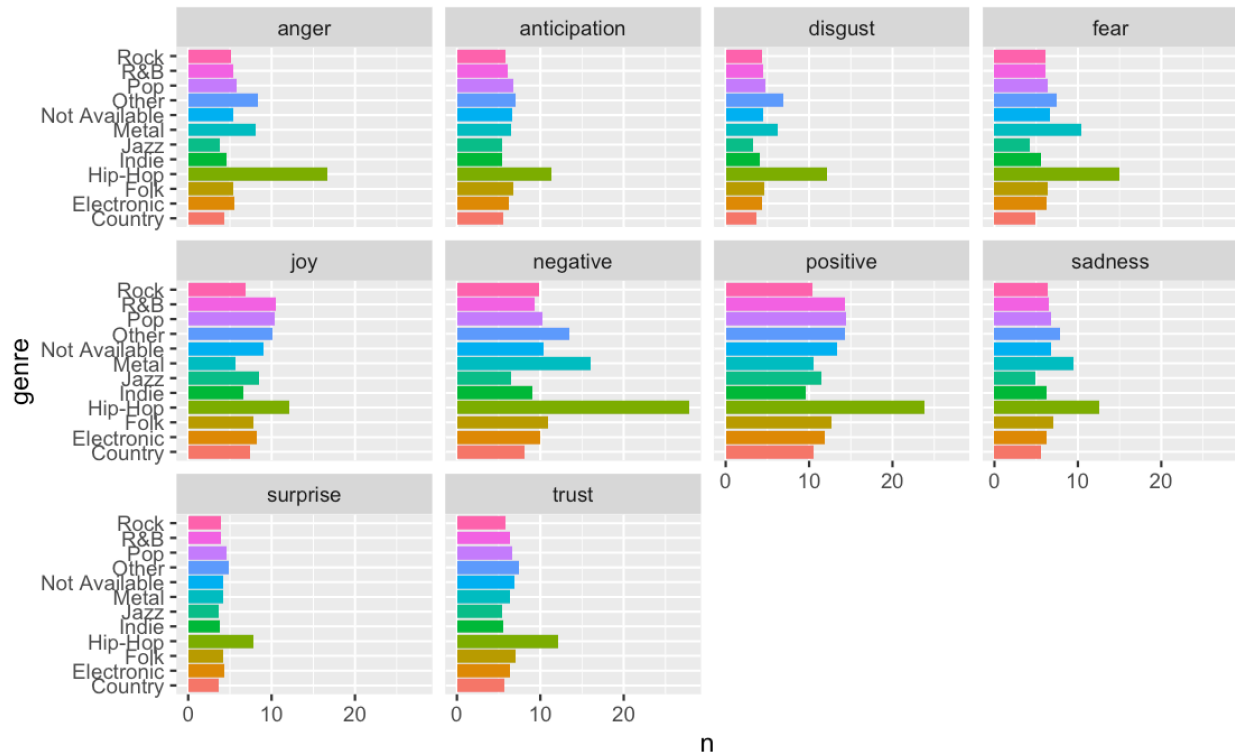 anger
anticipation
disgust
fear
Rock
R&B
Pop
Other
Not Available
Metal
Jazz
Indie
Hip-Hop
Folk
Electronic
Country
joy
negative
positive
sadness
genre
Rock
R&B
Pop
Other
Not Available
Metal
Jazz
Indie
Hip-Hop
Folk
Electronic
Country
0 10 20
0 10 20
surprise
trust
Rock
R&B
Pop
Other
Not Available
Metal
Jazz
Indie
Hip-Hop
Folk
Electronic
Country
0 10 20
0 10 20
n